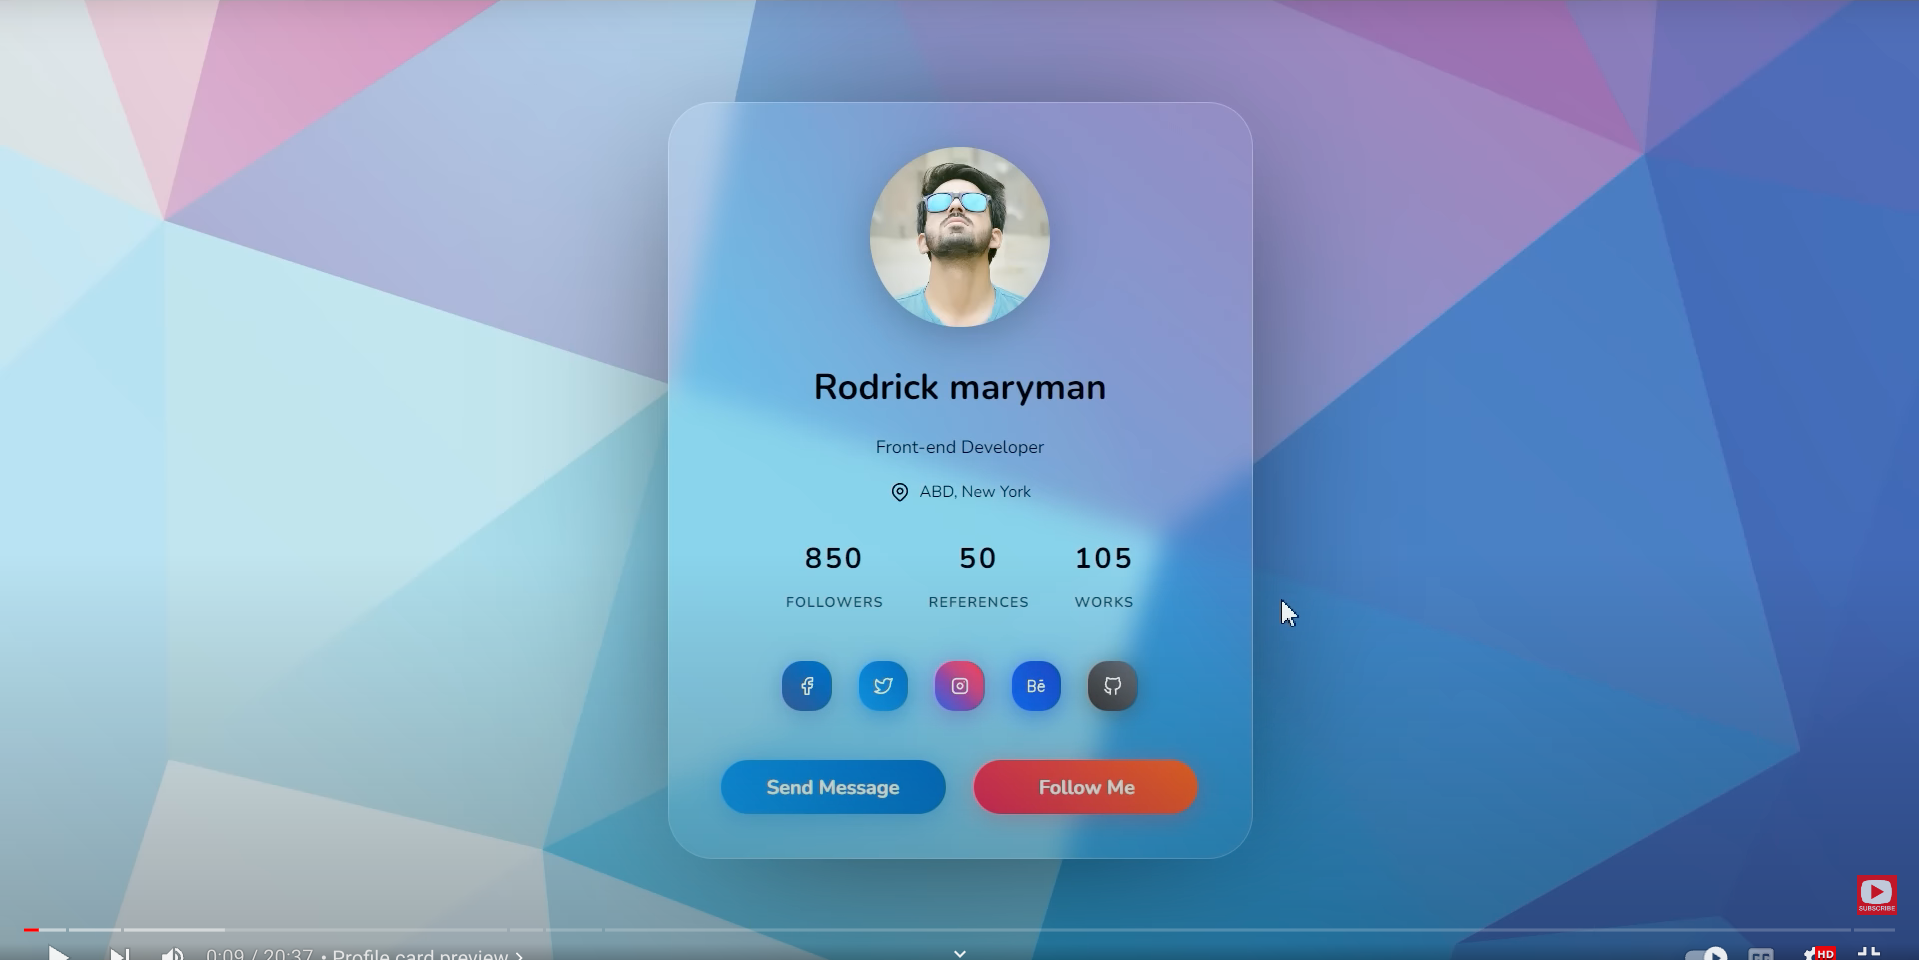 Rodrick maryman
Front-end Developer
ABD, New York
850 50 105
FOLLOWERS REFERENCES WORKS
Bē
Send Message Follow Me
SUBSCRIBE
0:09 / 20:37 • Profile card preview
CC
HD